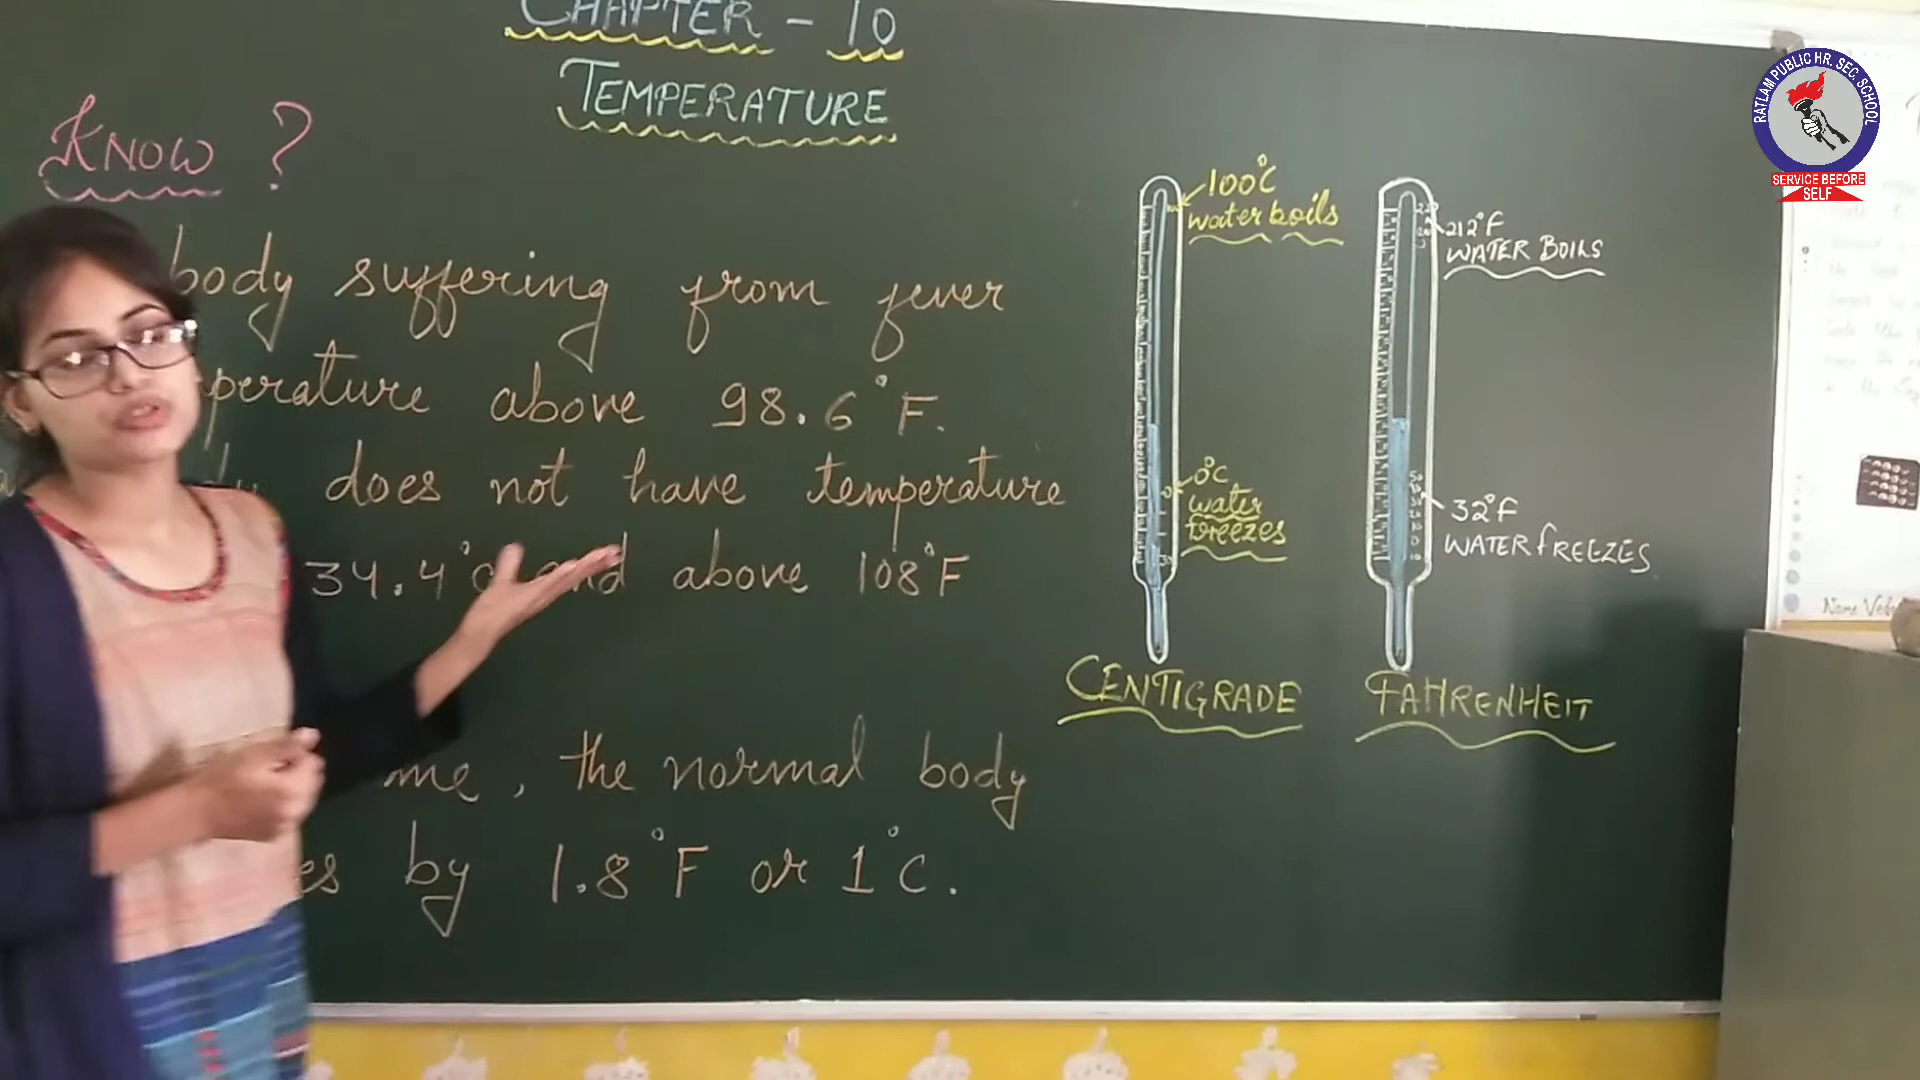 CHAPTER - 10
TEMPERATURE
KNOW ?
body suffering from fever
perature above 98.6°F.
does not have temperature
34.4°c and above 108°F
me, the normal body
es by 1.8°F or 1°C.
100°C
water boils
0°C
water
freezes
CENTIGRADE
212°F
WATER BOILS
32°F
WATER FREEZES
FAHRENHEIT
RATLAM PUBLIC HR. SEC. SCHOOL
SERVICE BEFORE
SELF